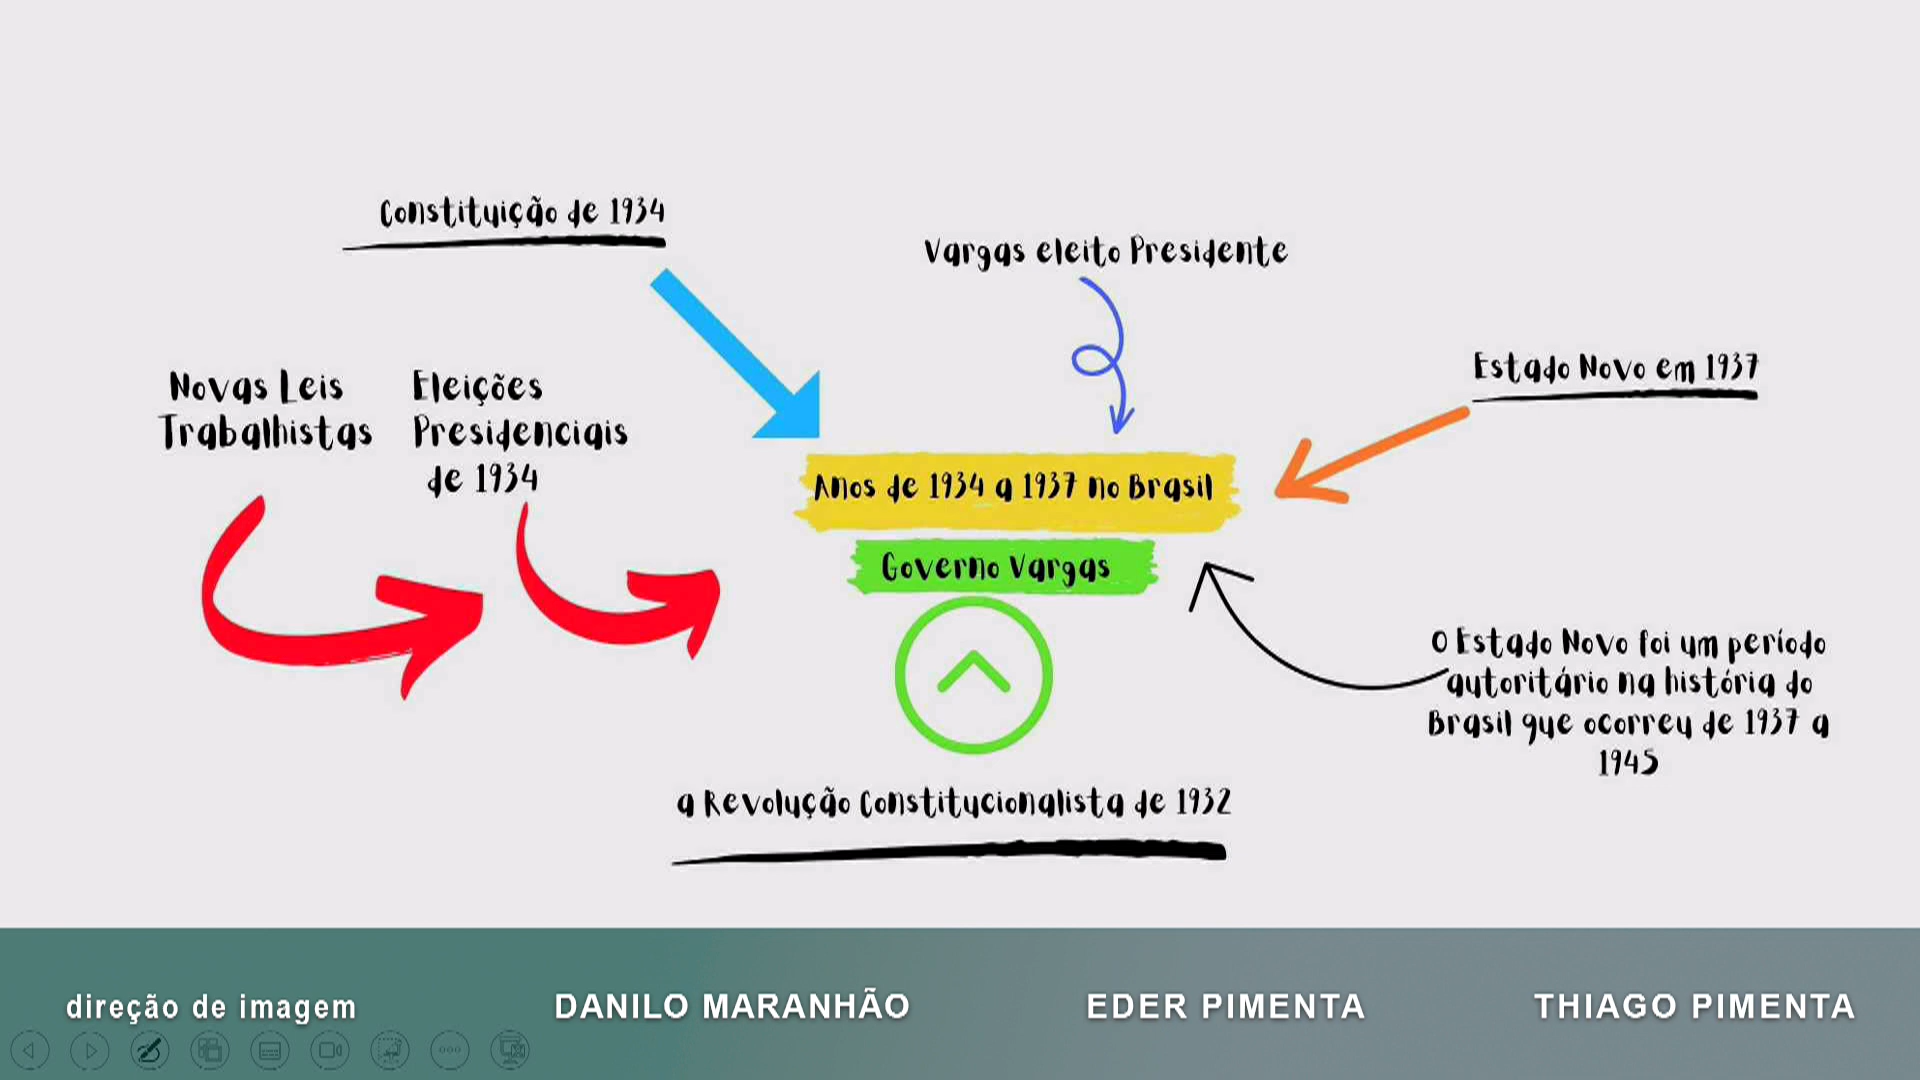 Constituição de 1934
Vargas eleito Presidente
Estado Novo em 1937
Novas Leis
Trabalhistas
Eleições
Presidenciais
de 1934
Anos de 1934 a 1937 no Brasil
Governo Vargas
O Estado Novo foi um período
autoritário na história do
Brasil que ocorreu de 1937 a
1945
a Revolução Constitucionalista de 1932
direção de imagem
DANILO MARANHÃO
EDER PIMENTA
THIAGO PIMENTA